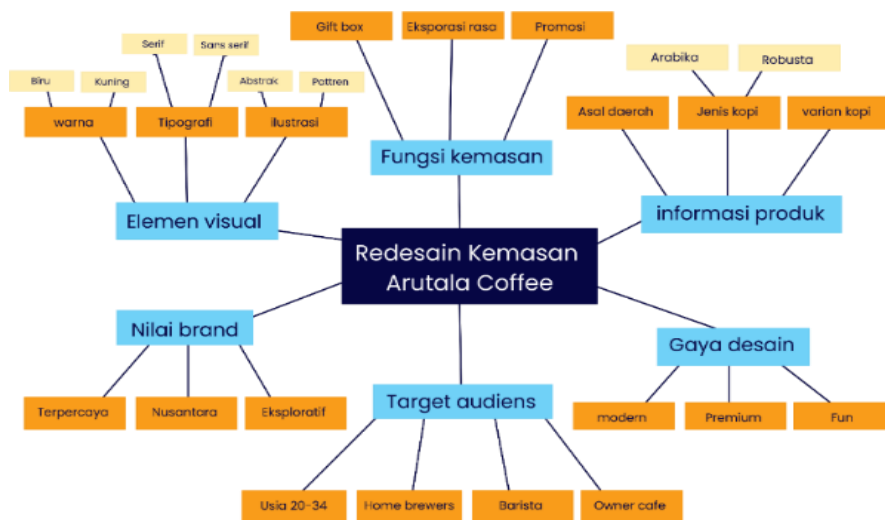 Gift box
Eksporasi rasa
Promosi
Serif
Sans serif
Biru
Kuning
Abstrak
Pattren
Arabika
Robusta
warna
Tipografi
ilustrasi
Asal daerah
Jenis kopi
varian kopi
Fungsi kemasan
Elemen visual
informasi produk
Redesain Kemasan
Arutala Coffee
Nilai brand
Gaya desain
Target audiens
Terpercaya
Nusantara
Eksploratif
modern
Premium
Fun
Usia 20-34
Home brewers
Barista
Owner cafe